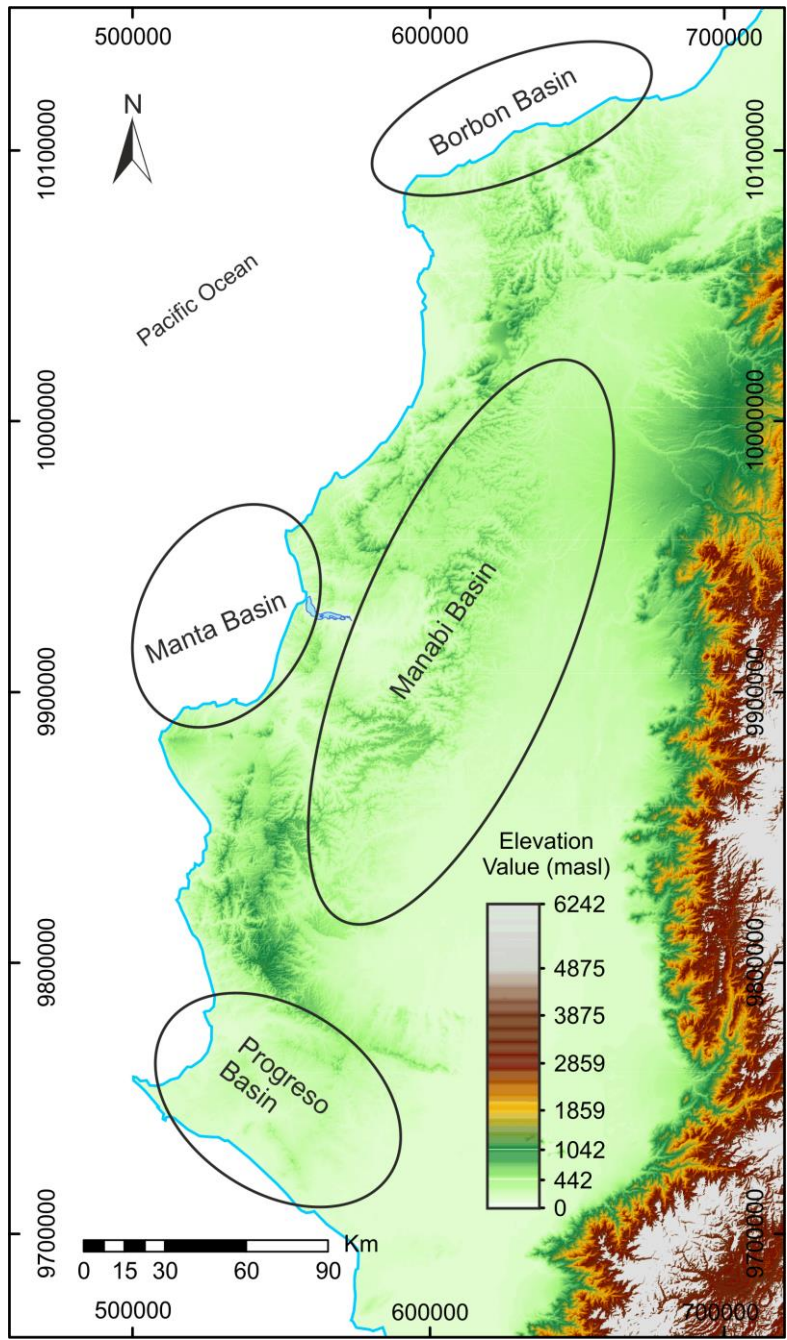 500000
600000
700000
N
Borbon Basin
10100000
10100000
Pacific Ocean
10000000
10000000
Manta Basin
Manabi Basin
9900000
9900000
Elevation
Value (masl)
6242
4875
3875
2859
1859
1042
442
0
9800000
9800000
Progreso
Basin
9700000
9700000
Km
0 15 30 60 90
500000
600000
700000